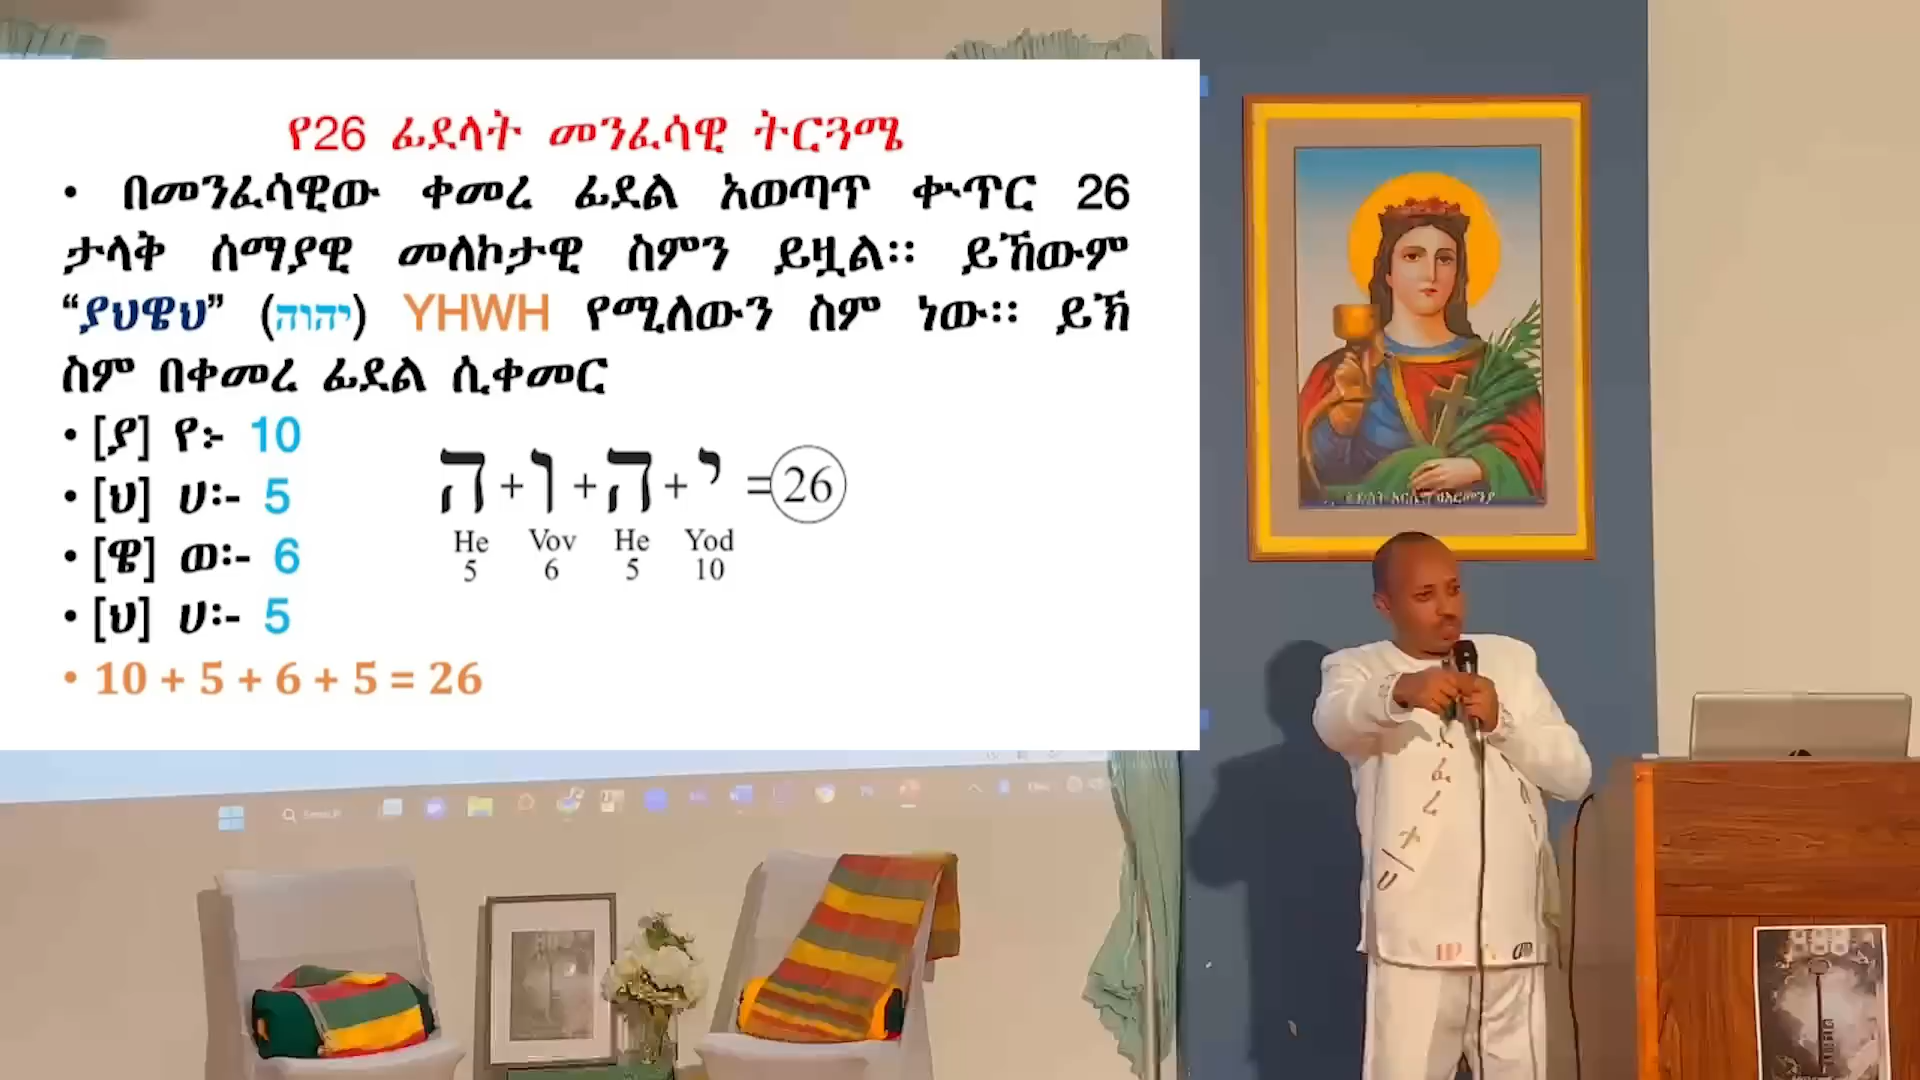 የ26 ፊደላት መንፈሳዊ ትርጓሜ
• በመንፈሳዊው ቀመረ ፊደል አወጣጥ ቍጥር 26
ታላቅ ሰማያዊ መለኮታዊ ስምን ይዟል። ይኸውም
“ያህዌህ” (יהוה) YHWH የሚለውን ስም ነው። ይኽ
ስም በቀመረ ፊደል ሲቀመር
• [ያ] የ፦ 10
• [ህ] ሀ፡- 5
• [ዌ] ወ፡- 6
• [ህ] ሀ፡- 5
• 10 + 5 + 6 + 5 = 26
ה + ו + ה + י = 26
He Vov He Yod
5 6 5 10
Search
አ
ፈ
ረ
ቀ
ሀ